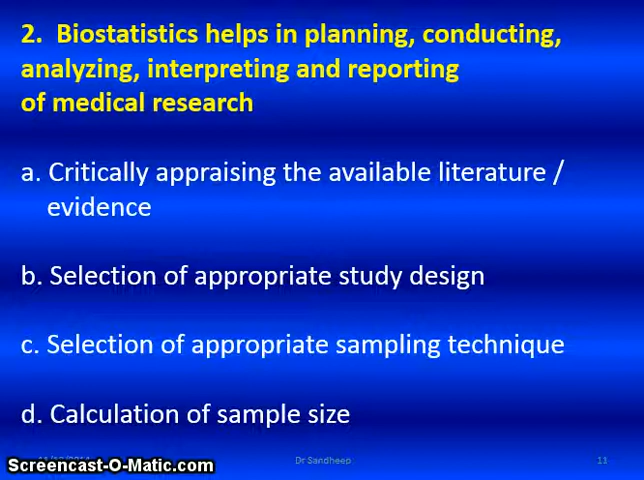 2. Biostatistics helps in planning, conducting,
analyzing, interpreting and reporting
of medical research
a. Critically appraising the available literature /
evidence
b. Selection of appropriate study design
c. Selection of appropriate sampling technique
d. Calculation of sample size
Dr Sandheep
11
Screencast-O-Matic.com